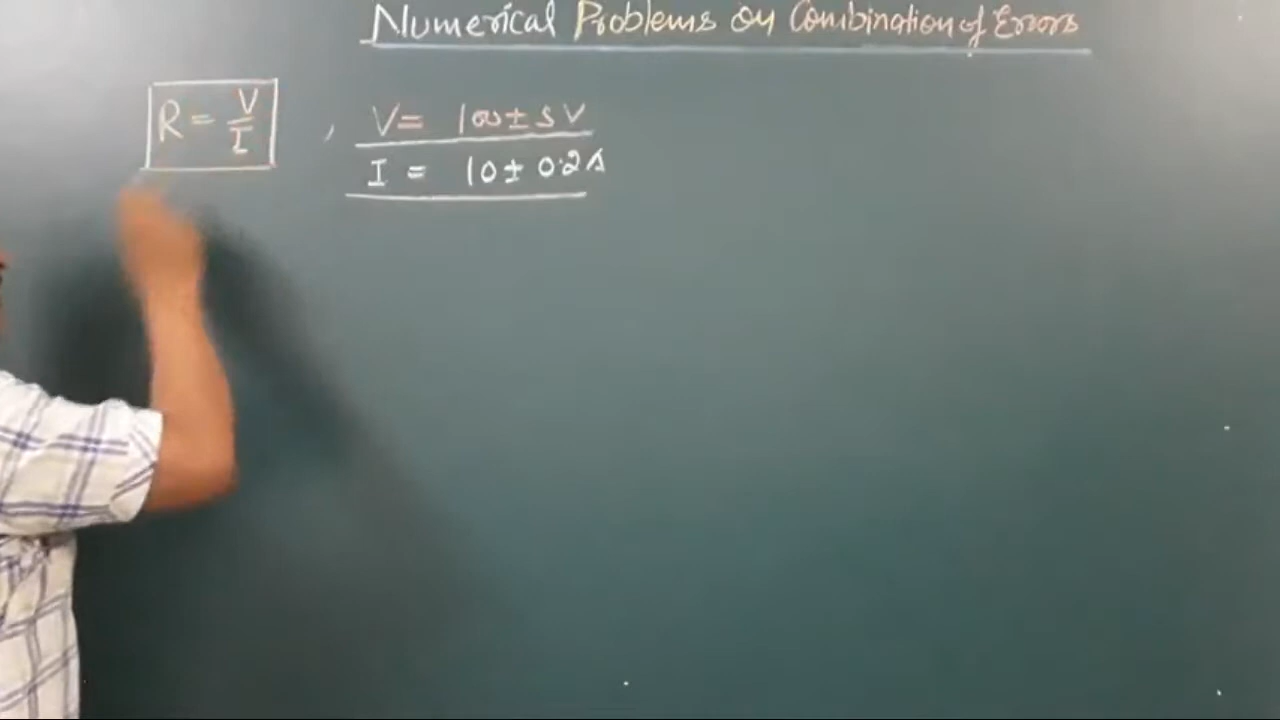 Numerical Problems on Combination of Errors
R = V/I , V = 100 ± 5 V
I = 10 ± 0.2 A